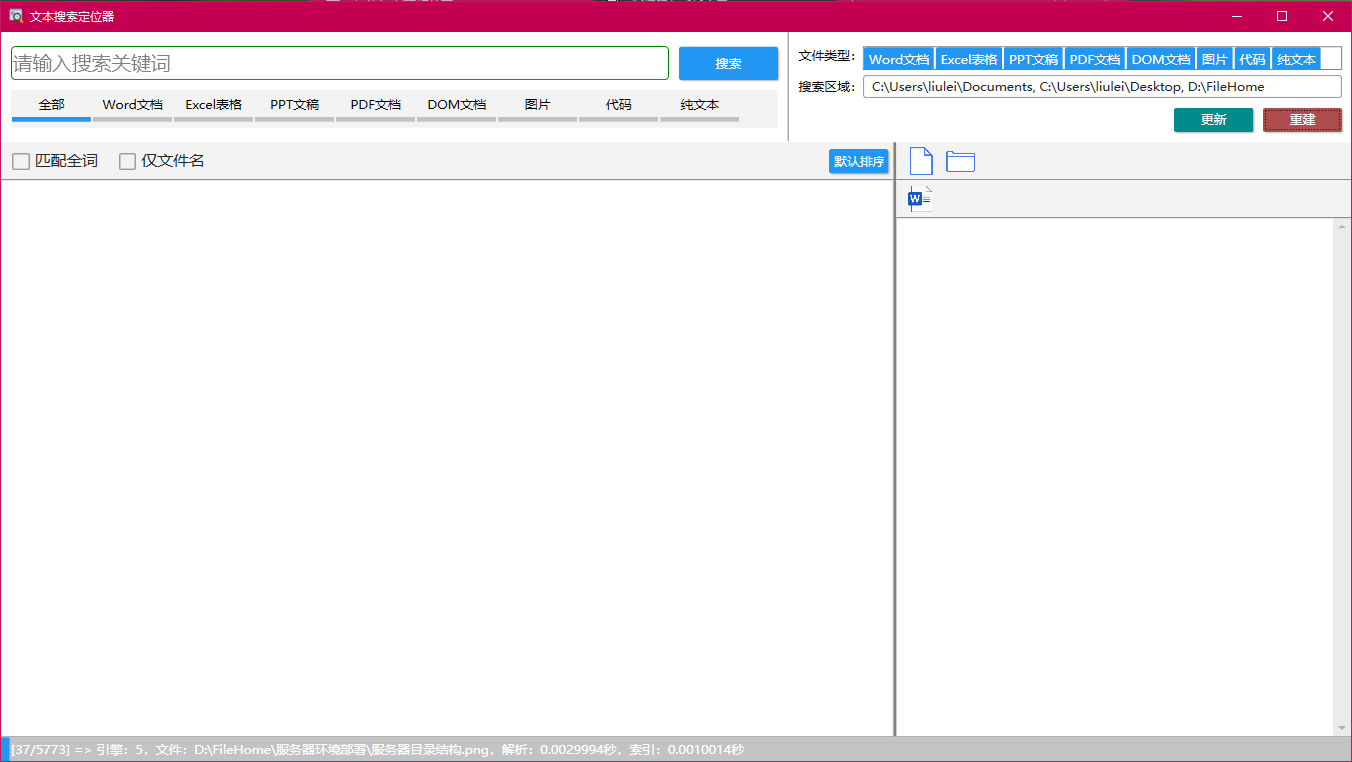 文本搜索定位器
请输入搜索关键词
搜索
全部 Word文档 Excel表格 PPT文稿 PDF文档 DOM文档 图片 代码 纯文本
文件类型： Word文档 Excel表格 PPT文稿 PDF文档 DOM文档 图片 代码 纯文本
搜索区域： C:\Users\liulei\Documents, C:\Users\liulei\Desktop, D:\FileHome
更新 重建
匹配全词 仅文件名 默认排序
W
[37/5773] => 引擎：5，文件：D:\FileHome\服务器环境部署\服务器目录结构.png，解析：0.0029994秒，索引：0.0010014秒